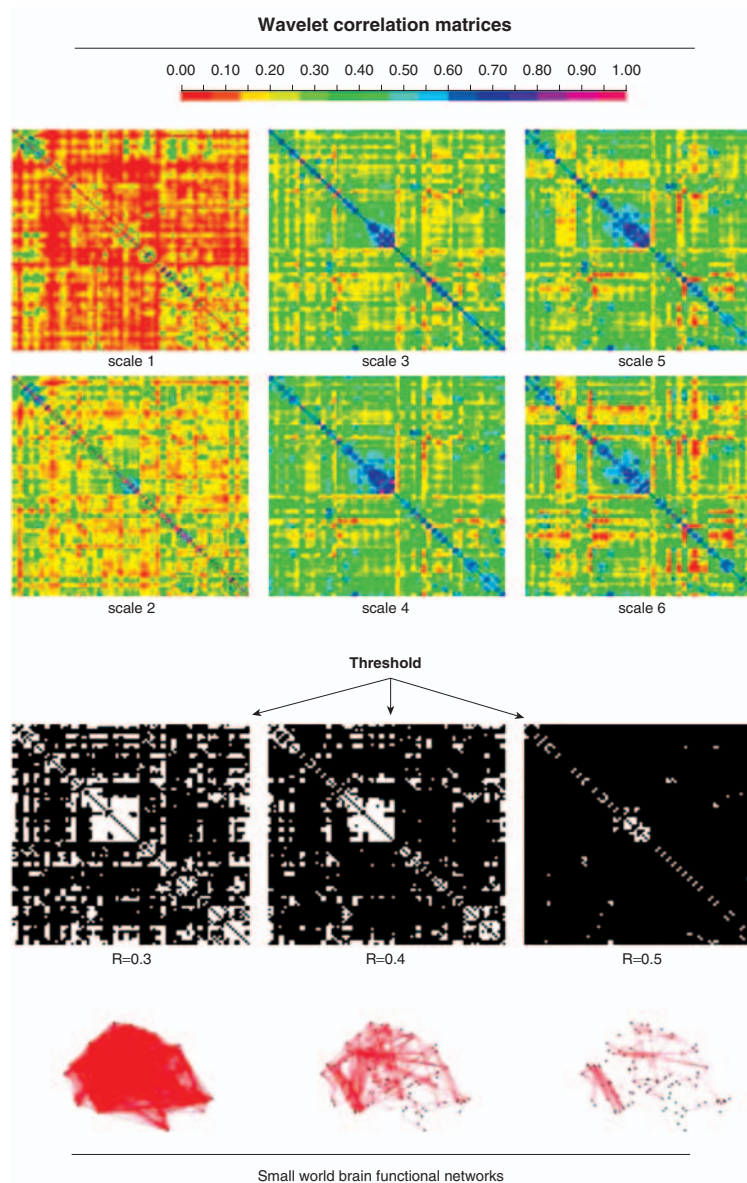 Wavelet correlation matrices
0.00 0.10 0.20 0.30 0.40 0.50 0.60 0.70 0.80 0.90 1.00
scale 1 scale 3 scale 5
scale 2 scale 4 scale 6
Threshold
R=0.3 R=0.4 R=0.5
Small world brain functional networks